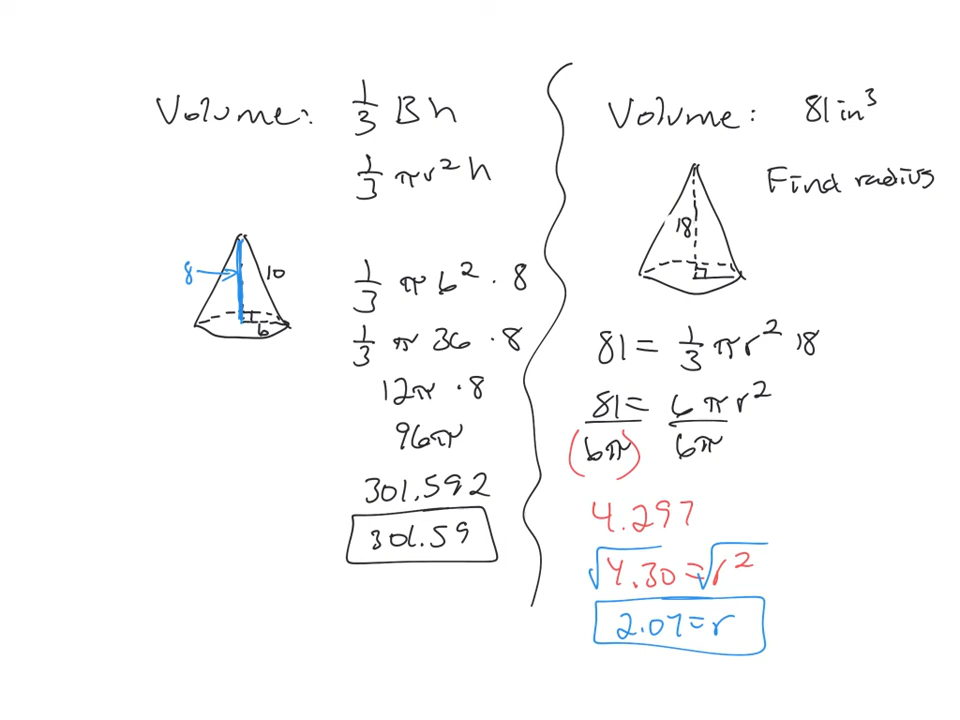 Volume: 1/3 Bh
1/3 πr² h
8
10
6
1/3 π 6² · 8
1/3 π 36 · 8
12π · 8
96π
301.592
301.59
Volume: 81 in³
Find radius
18
81 = 1/3 πr² 18
81/(6π) = 6πr²/6π
4.297
√4.30 = √r²
2.07 = r